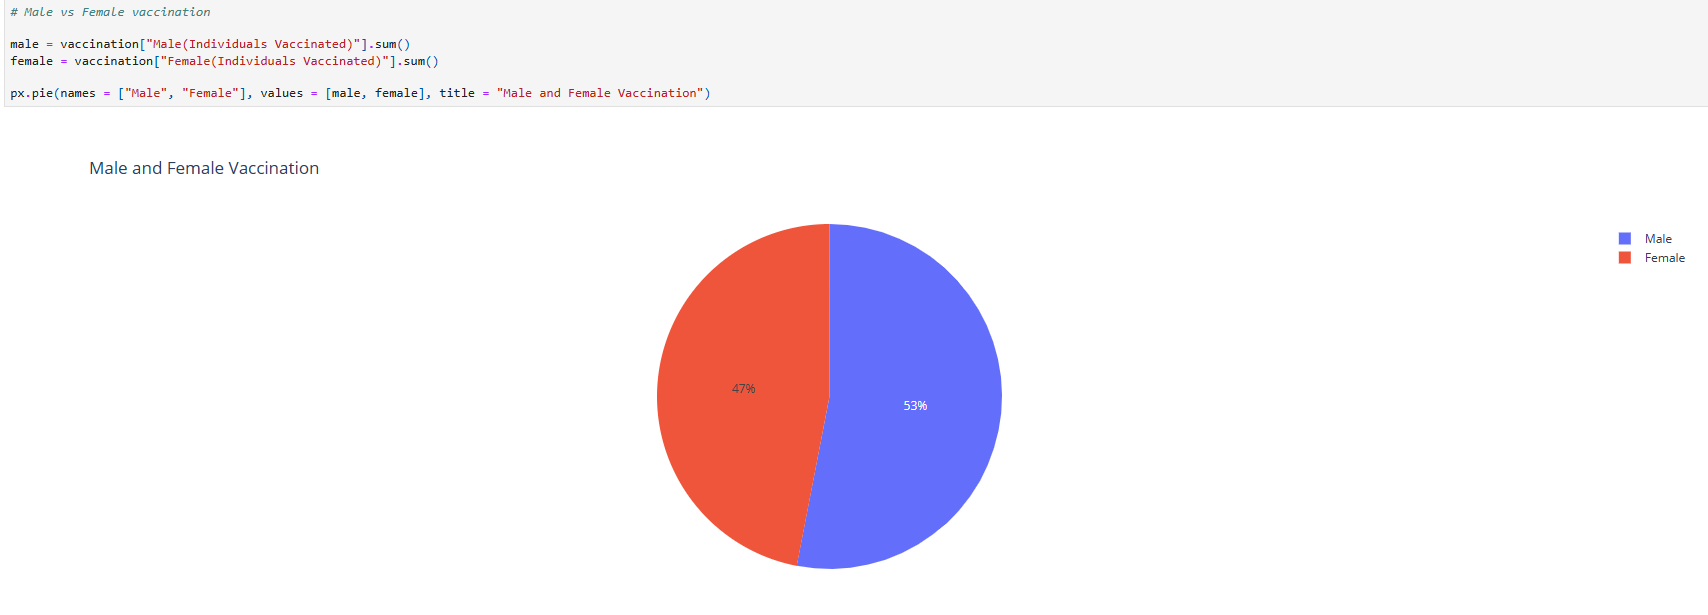 # Male vs Female vaccination
male = vaccination["Male(Individuals Vaccinated)"].sum()
female = vaccination["Female(Individuals Vaccinated)"].sum()
px.pie(names = ["Male", "Female"], values = [male, female], title = "Male and Female Vaccination")
Male and Female Vaccination
Male
Female
47%
53%